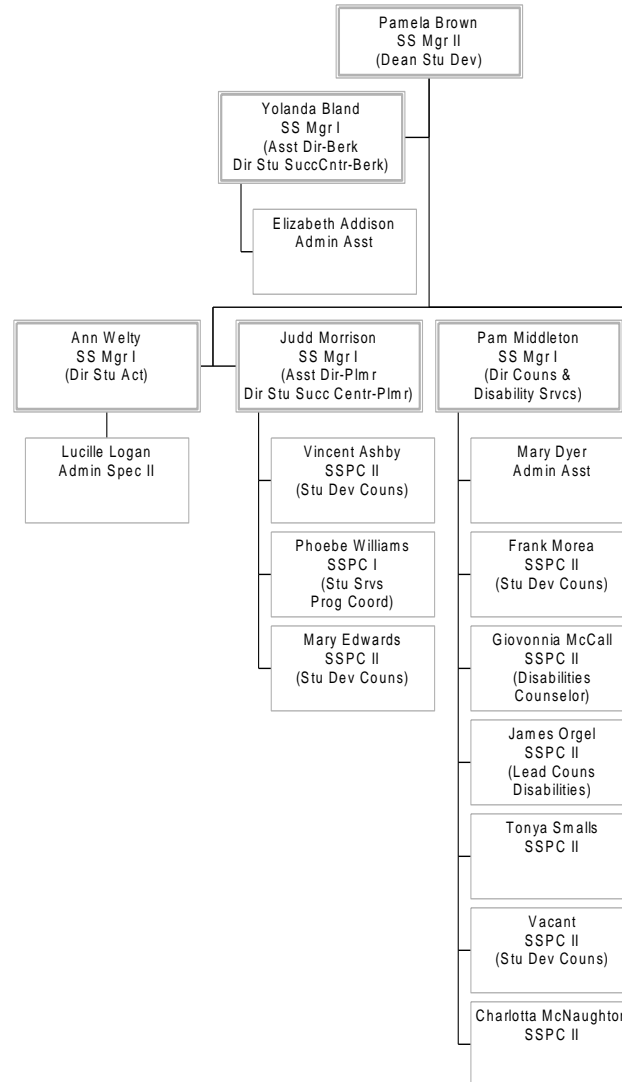 Pamela Brown
SS Mgr II
(Dean Stu Dev)
Yolanda Bland
SS Mgr I
(Asst Dir-Berk
Dir Stu SuccCntr-Berk)
Elizabeth Addison
Admin Asst
Ann Welty
SS Mgr I
(Dir Stu Act)
Lucille Logan
Admin Spec II
Judd Morrison
SS Mgr I
(Asst Dir-Plmr
Dir Stu Succ Centr-Plmr)
Vincent Ashby
SSPC II
(Stu Dev Couns)
Phoebe Williams
SSPC I
(Stu Srvs
Prog Coord)
Mary Edwards
SSPC II
(Stu Dev Couns)
Pam Middleton
SS Mgr I
(Dir Couns &
Disability Srvcs)
Mary Dyer
Admin Asst
Frank Morea
SSPC II
(Stu Dev Couns)
Giovonnia McCall
SSPC II
(Disabilities
Counselor)
James Orgel
SSPC II
(Lead Couns
Disabilities)
Tonya Smalls
SSPC II
Vacant
SSPC II
(Stu Dev Couns)
Charlotta McNaughton
SSPC II